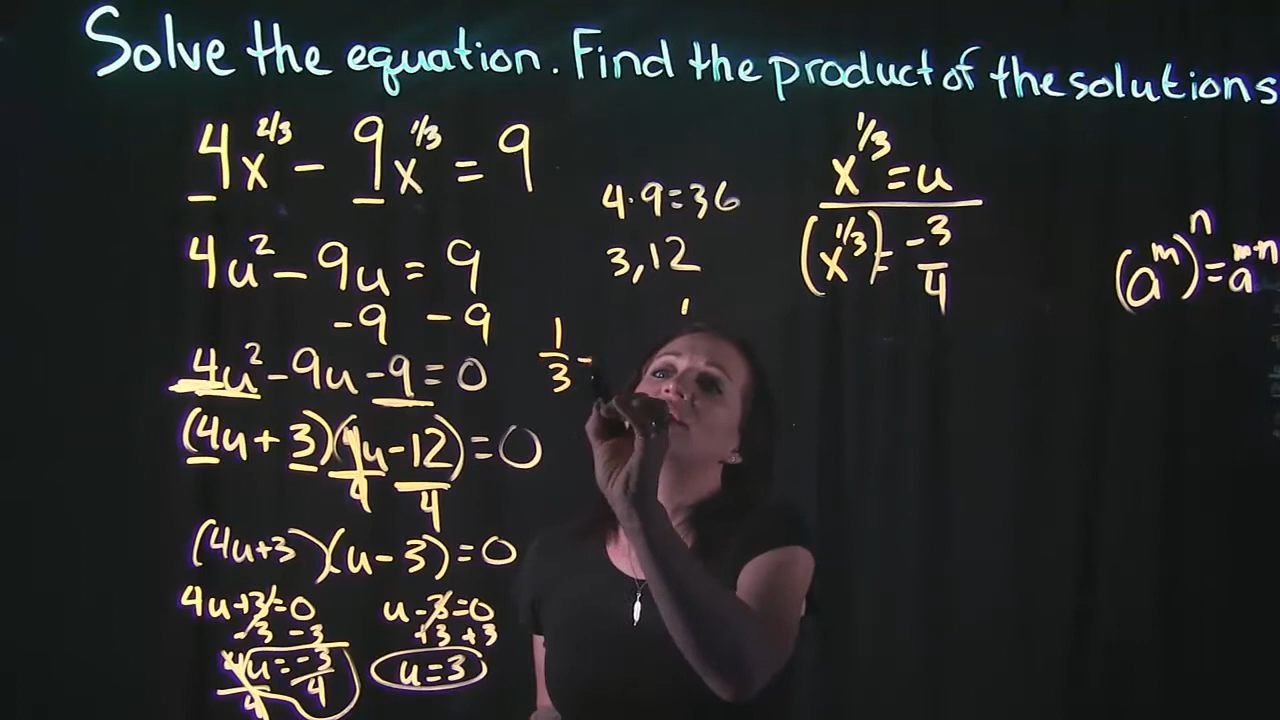 Solve the equation. Find the product of the solutions
4x^{2/3} - 9x^{1/3} = 9
4u² - 9u = 9
-9 -9
4u² - 9u - 9 = 0
(4u + 3)(4u - 12) = 0
4 4
(4u+3)(u - 3) = 0
4u + 3 = 0
-3 -3
4u = -3
4 4
u - 3 = 0
+3 +3
u = 3
4·9=36
3,12
1/3 -
x^{1/3} = u
(x^{1/3}) = -3/4
(a^m)^n = a^{m·n}